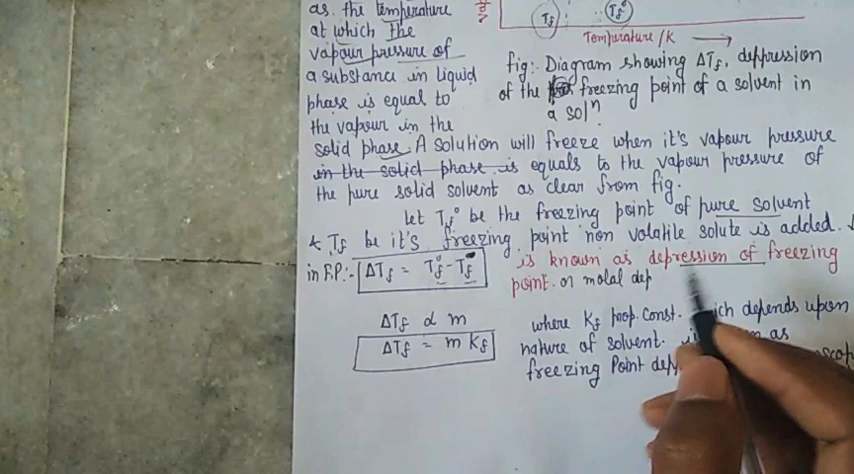 as the temperature
at which the
vapour pressure of
a substance in liquid
phase is equal to
the vapour in the
Tf Tf°
Temperature/K
fig:- Diagram showing ΔTf, deppression
of the freezing point of a solvent in
a solⁿ
solid phase. A solution will freeze when it's vapour pressure
in the solid phase is equals to the vapour pressure of
the pure solid solvent as clear from fig.
let Tf° be the freezing point of pure solvent
& Tf be it's freezing point non volatile solute is added. ↓
in F.P:- ΔTf = Tf° - Tf is known as depression of freezing
point. or molal dep
ΔTf α m
ΔTf = m Kf
where Kf prop. const. which depends upon
nature of solvent. as
freezing Point